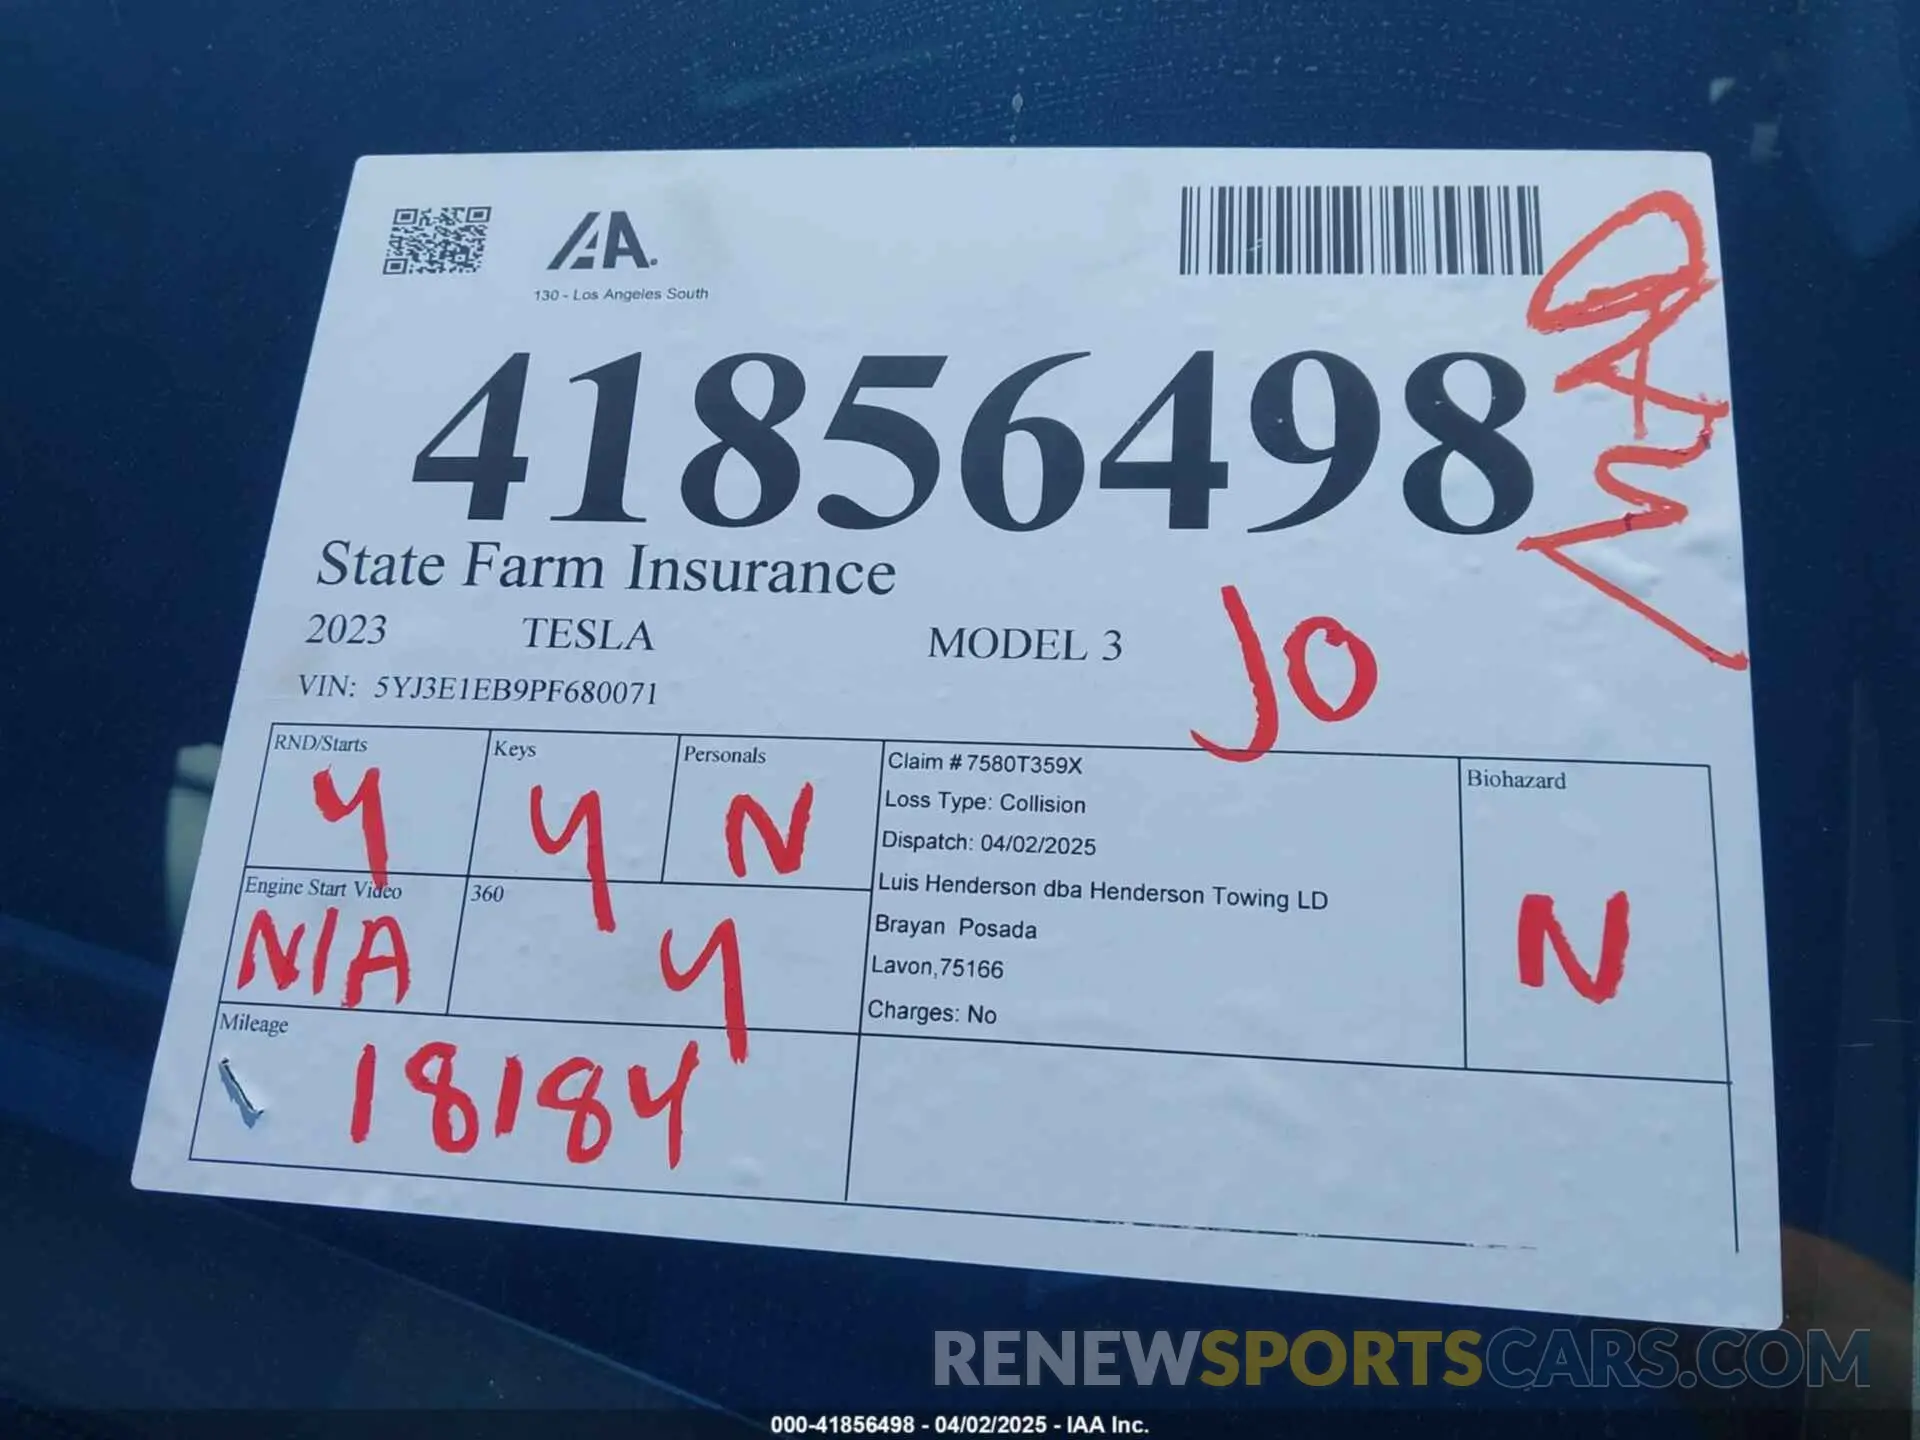 IAA.
130 - Los Angeles South
41856498
State Farm Insurance
2023 TESLA MODEL 3
JO
VIN: 5YJ3E1EB9PF680071
RND/Starts
Y
Keys
Y
Personals
N
Claim # 7580T359X
Loss Type: Collision
Dispatch: 04/02/2025
Luis Henderson dba Henderson Towing LD
Brayan Posada
Lavon,75166
Charges: No
Biohazard
N
Engine Start Video
N/A
360
Y
Mileage
18184
RENEWSPORTSCARS.COM
000-41856498 - 04/02/2025 - IAA Inc.